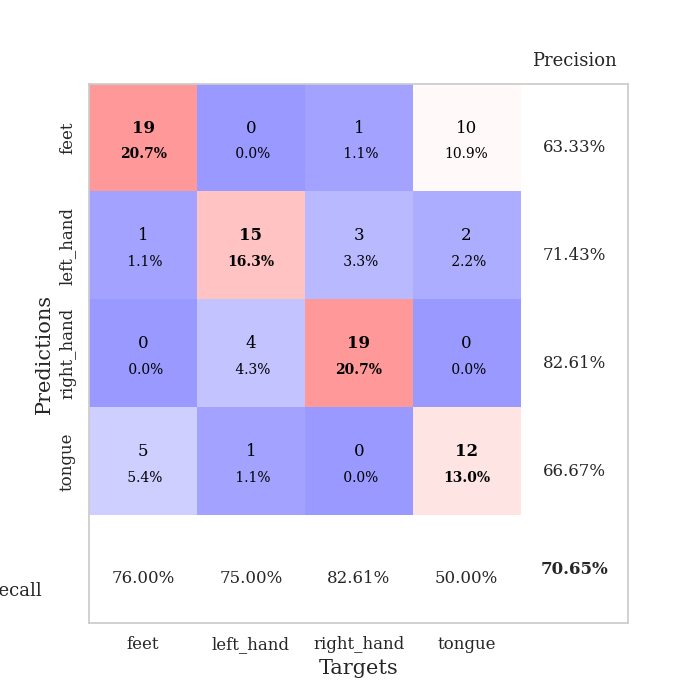 Precision
feet 19 0 1 10 63.33%
20.7% 0.0% 1.1% 10.9%
left_hand 1 15 3 2 71.43%
1.1% 16.3% 3.3% 2.2%
right_hand 0 4 19 0 82.61%
0.0% 4.3% 20.7% 0.0%
tongue 5 1 0 12 66.67%
5.4% 1.1% 0.0% 13.0%
Predictions
ecall 76.00% 75.00% 82.61% 50.00% 70.65%
feet left_hand right_hand tongue
Targets